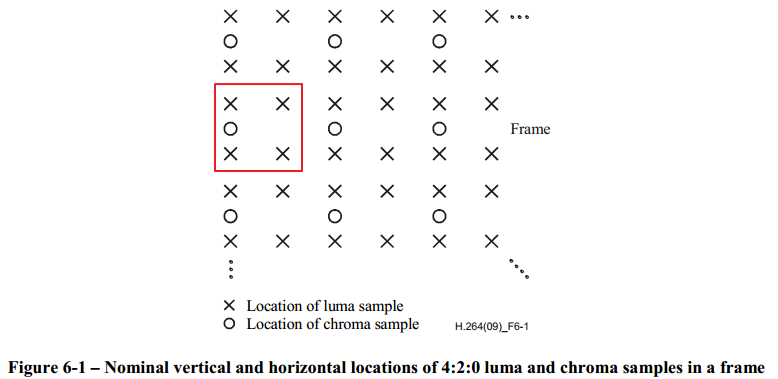 Frame
Location of luma sample
Location of chroma sample
H.264(09)_F6-1
Figure 6-1 – Nominal vertical and horizontal locations of 4:2:0 luma and chroma samples in a frame